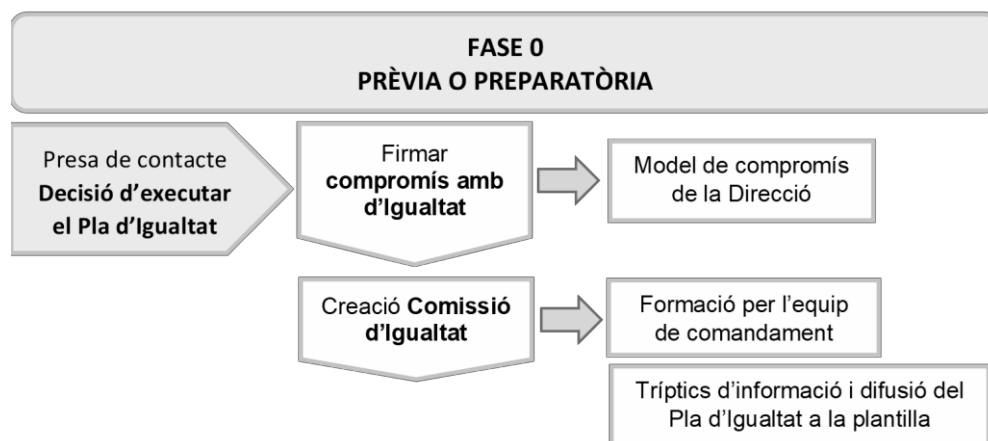 FASE 0
PRÈVIA O PREPARATÒRIA
Presa de contacte
Decisió d'executar
el Pla d'Igualtat
Firmar
compromís amb
d'Igualtat
Model de compromís
de la Direcció
Creació Comissió
d'Igualtat
Formació per l'equip
de comandament
Tríptics d'informació i difusió del
Pla d'Igualtat a la plantilla